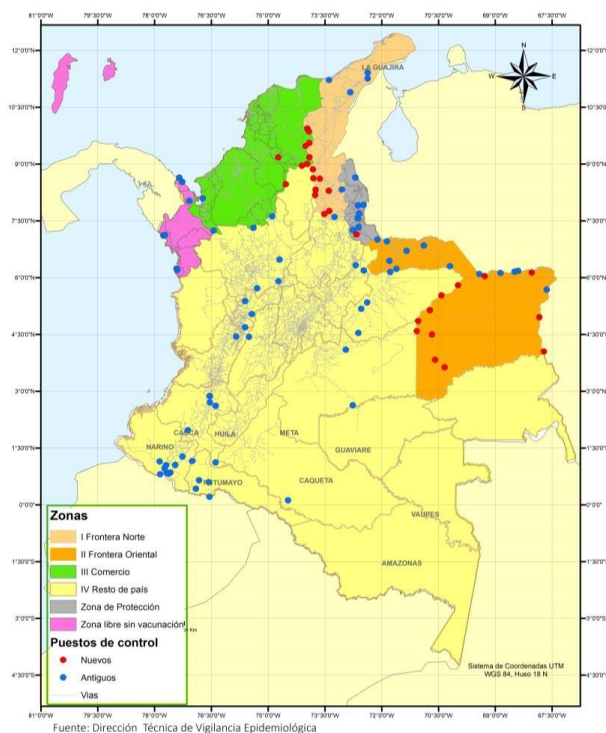 12°0'0"N
10°30'0"N
9°0'0"N
7°30'0"N
6°0'0"N
4°30'0"N
3°0'0"N
1°30'0"N
0°0'0"
1°30'0"S
3°0'0"S
4°30'0"S
N
W E
S
LA GUAJIRA
CAUCA
HUILA
META
NARINO
GUAVIARE
PUTUMAYO
CAQUETA
VAUPES
AMAZONAS
Zonas
I Frontera Norte
II Frontera Oriental
III Comercio
IV Resto de país
Zona de Protección
Zona libre sin vacunación
Km
Puestos de control
Nuevos
Antiguos
Vias
Sistema de Coordenadas UTM
WGS 84, Huso 18 N
81°0'0"W 79°30'0"W 78°0'0"W 76°30'0"W 75°0'0"W 73°30'0"W 72°0'0"W 70°30'0"W 69°0'0"W 67°30'0"W
Fuente: Dirección Técnica de Vigilancia Epidemiológica